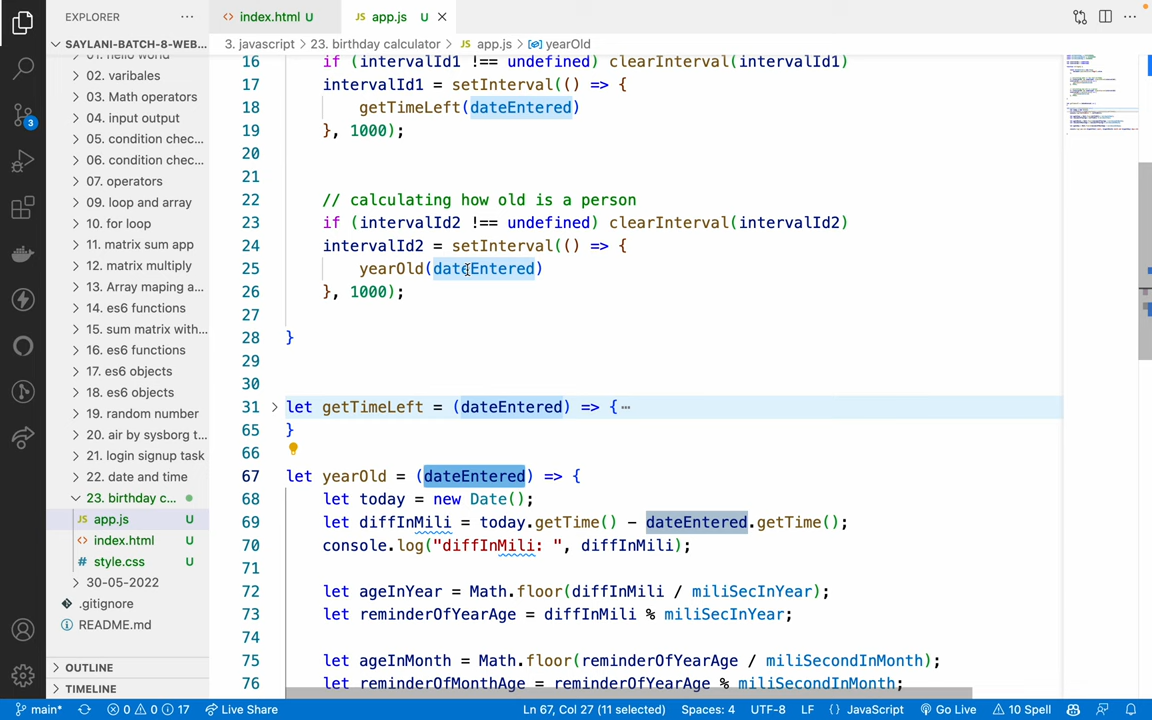 EXPLORER
index.html U
app.js U
SAYLANI-BATCH-8-WEB...
3. javascript > 23. birthday calculator > app.js > yearOld
01. hello world
02. varibales
03. Math operators
04. input output
05. condition chec...
06. condition chec...
07. operators
09. loop and array
10. for loop
11. matrix sum app
12. matrix multiply
13. Array maping a...
14. es6 functions
15. sum matrix with...
16. es6 functions
17. es6 objects
18. es6 objects
19. random number
20. air by sysborg t...
21. login signup task
22. date and time
23. birthday c...
app.js U
index.html U
style.css U
30-05-2022
.gitignore
README.md
OUTLINE
TIMELINE
3
16 if (intervalId1 !== undefined) clearInterval(intervalId1)
17 intervalId1 = setInterval(() => {
18 getTimeLeft(dateEntered)
19 }, 1000);
20
21
22 // calculating how old is a person
23 if (intervalId2 !== undefined) clearInterval(intervalId2)
24 intervalId2 = setInterval(() => {
25 yearOld(dateEntered)
26 }, 1000);
27
28 }
29
30
31 let getTimeLeft = (dateEntered) => {⋯
65 }
66
67 let yearOld = (dateEntered) => {
68 let today = new Date();
69 let diffInMili = today.getTime() - dateEntered.getTime();
70 console.log("diffInMili: ", diffInMili);
71
72 let ageInYear = Math.floor(diffInMili / miliSecInYear);
73 let reminderOfYearAge = diffInMili % miliSecInYear;
74
75 let ageInMonth = Math.floor(reminderOfYearAge / miliSecondInMonth);
76 let reminderOfMonthAge = reminderOfYearAge % miliSecondInMonth;
main* 0 0 17 Live Share Ln 67, Col 27 (11 selected) Spaces: 4 UTF-8 LF {} JavaScript Go Live 10 Spell